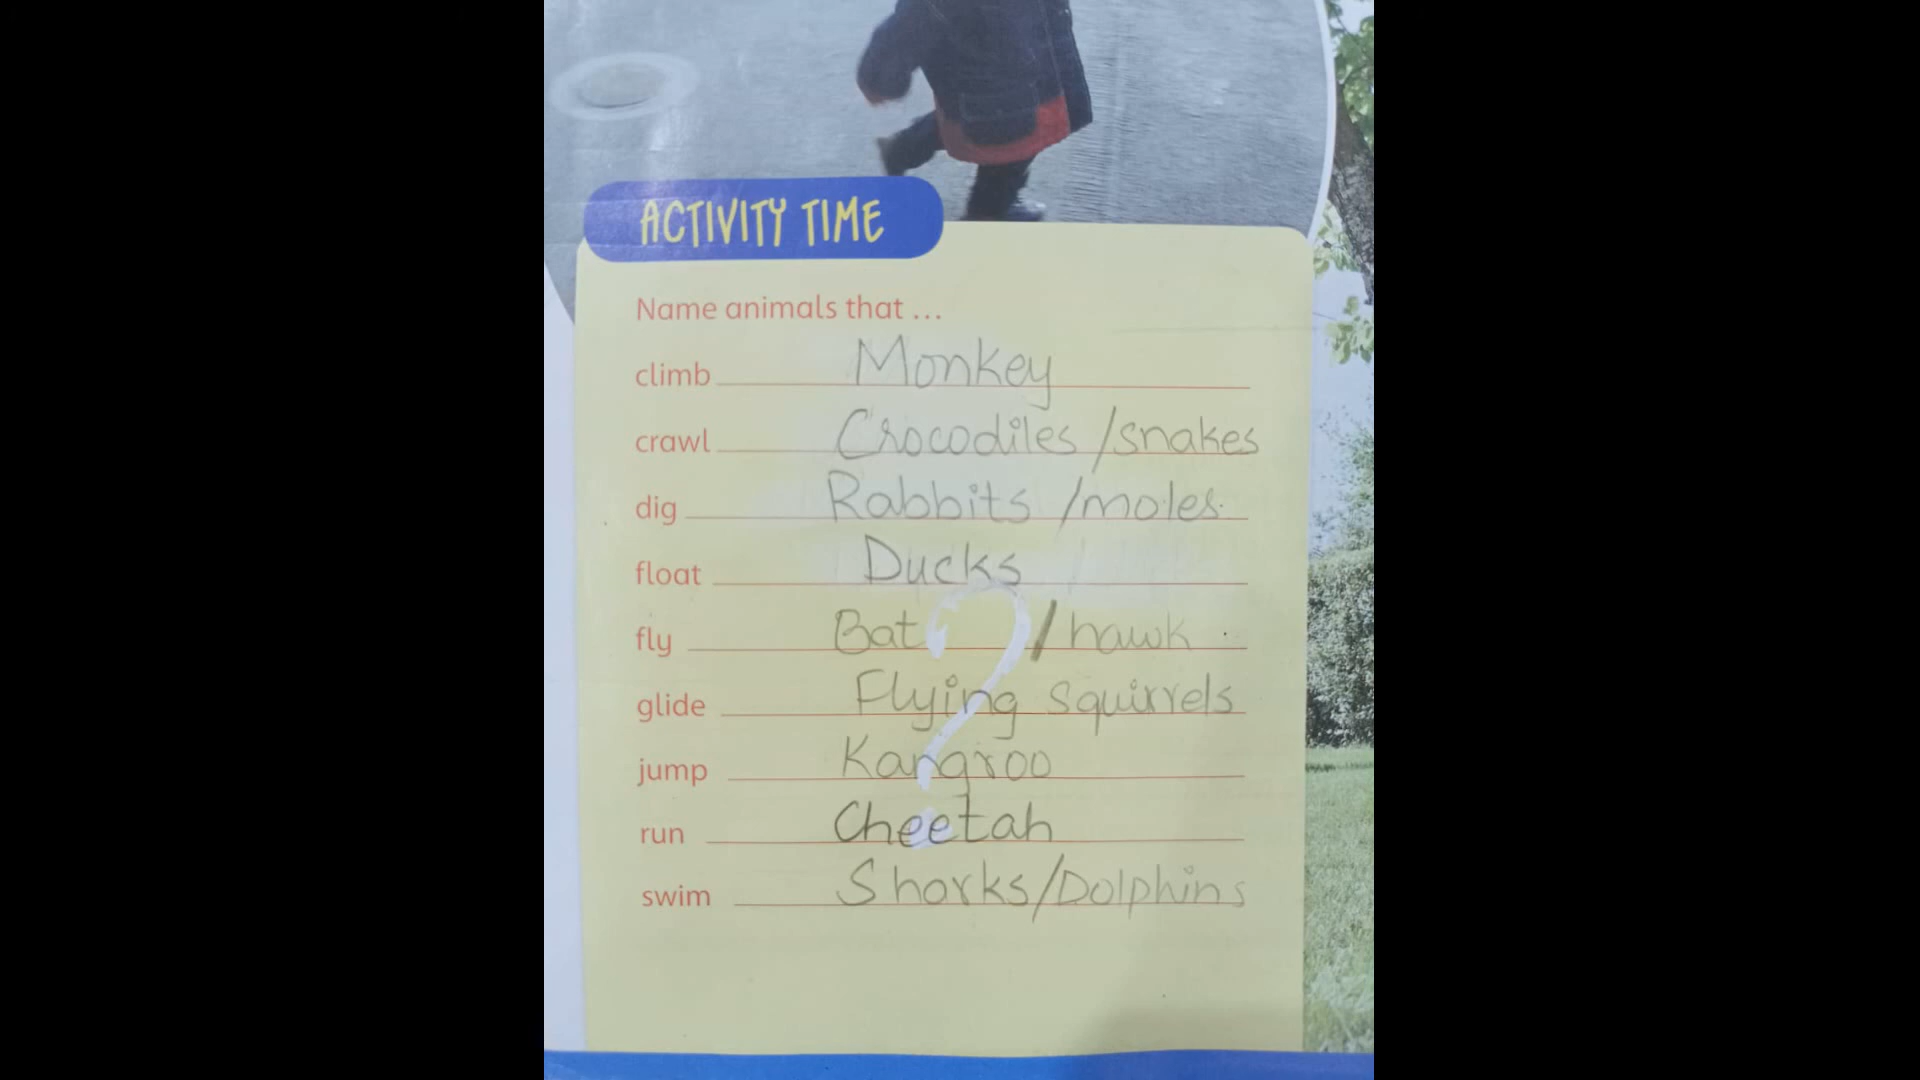 ACTIVITY TIME
Name animals that ...
climb Monkey
crawl Crocodiles /snakes
dig Rabbits /moles
float Ducks
fly Bat / hawk
glide Flying squirrels
jump Kangroo
run Cheetah
swim Sharks/Dolphins